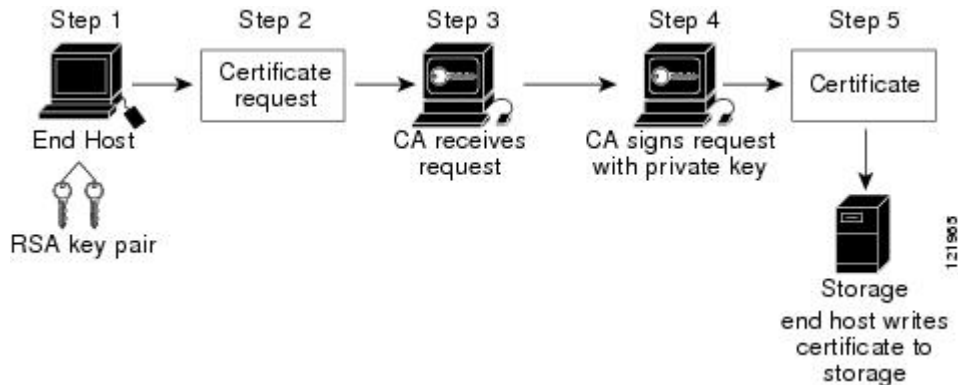 Step 1
Step 2
Step 3
Step 4
Step 5
Certificate
request
Certificate
End Host
CA receives
request
CA signs request
with private key
RSA key pair
Storage
end host writes
certificate to
storage
121965